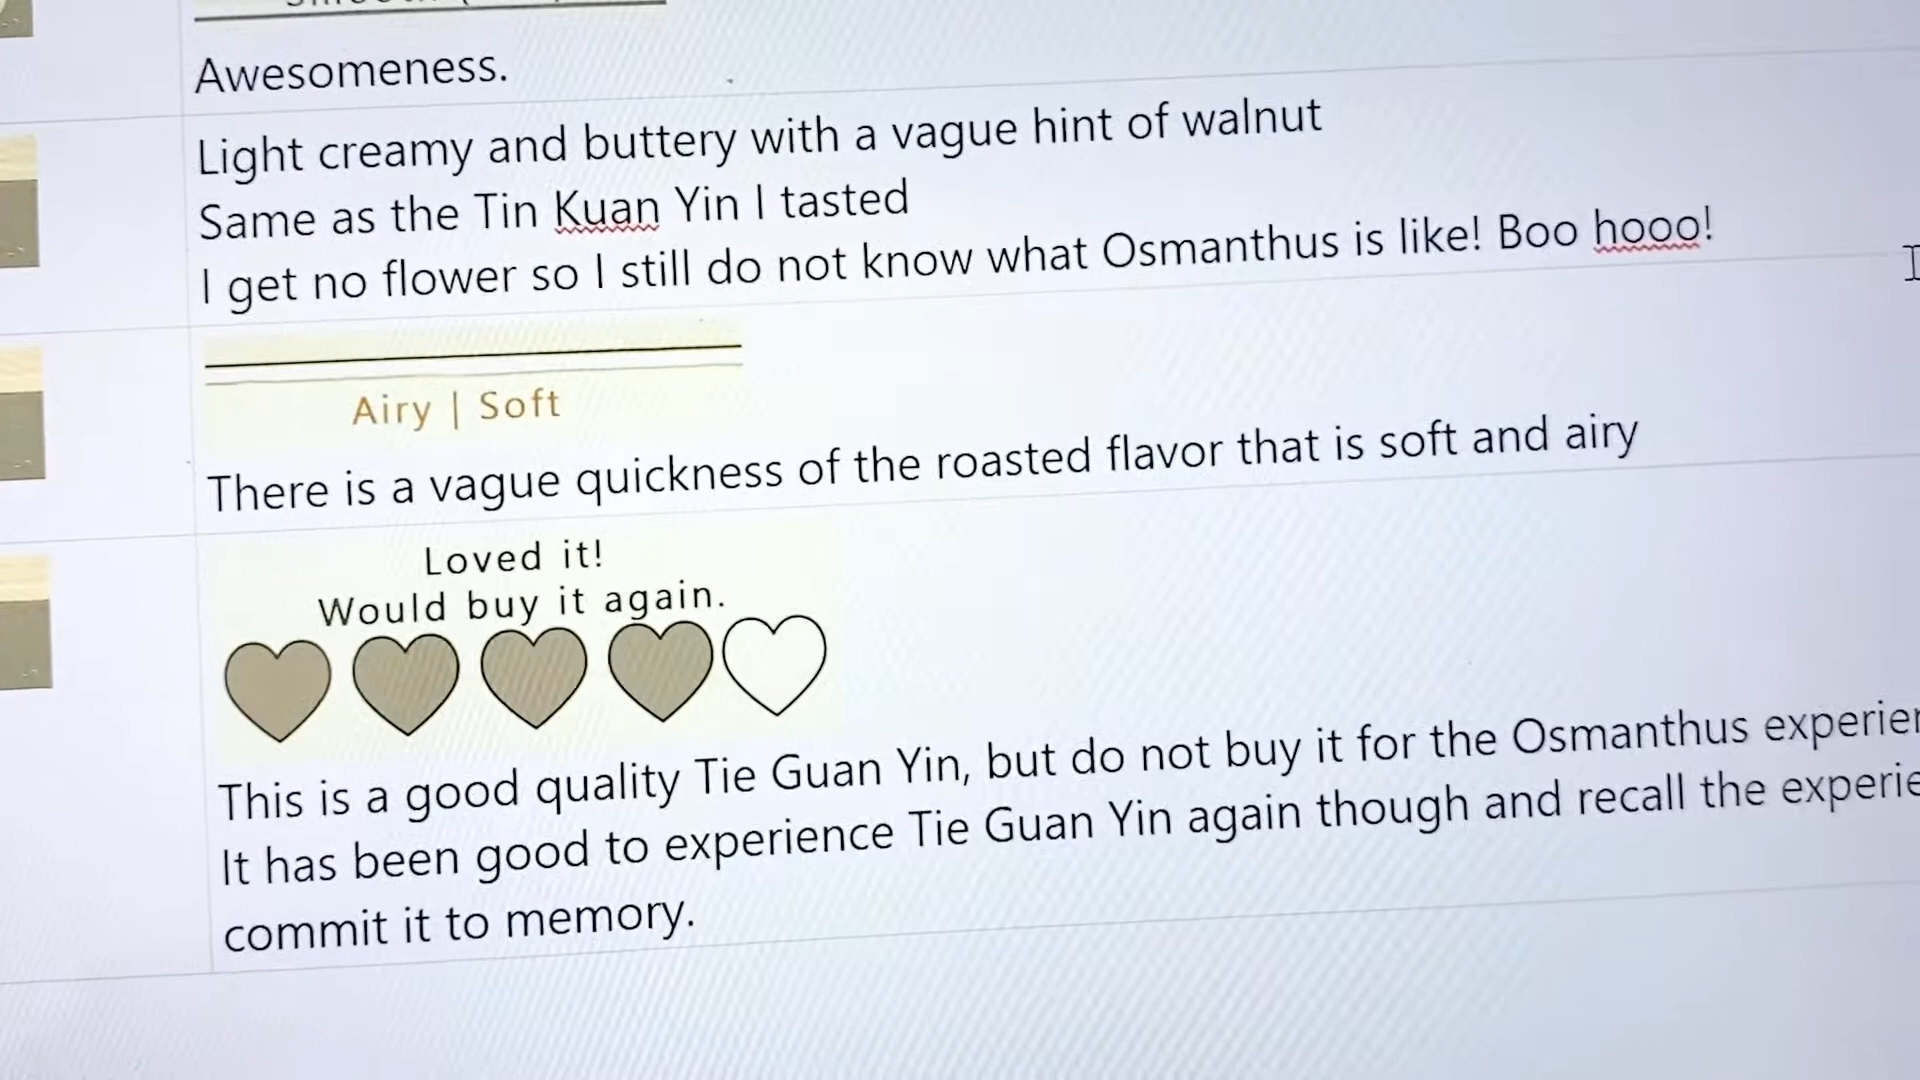 Awesomeness.
Light creamy and buttery with a vague hint of walnut
Same as the Tin Kuan Yin I tasted
I get no flower so I still do not know what Osmanthus is like! Boo hooo!
Airy | Soft
There is a vague quickness of the roasted flavor that is soft and airy
Loved it!
Would buy it again.
This is a good quality Tie Guan Yin, but do not buy it for the Osmanthus
It has been good to experience Tie Guan Yin again though and recall the
commit it to memory.